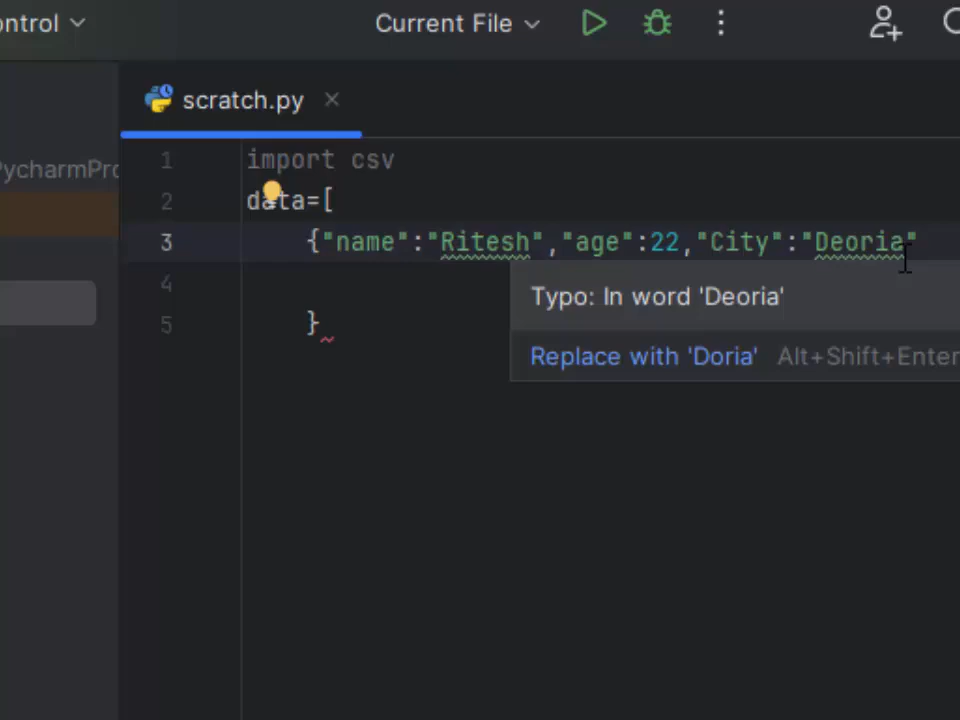 ontrol
Current File
scratch.py
PycharmPro
1 import csv
2 data=[
3 {"name":"Ritesh","age":22,"City":"Deoria"
Typo: In word 'Deoria'
4
5 }
Replace with 'Doria' Alt+Shift+Enter